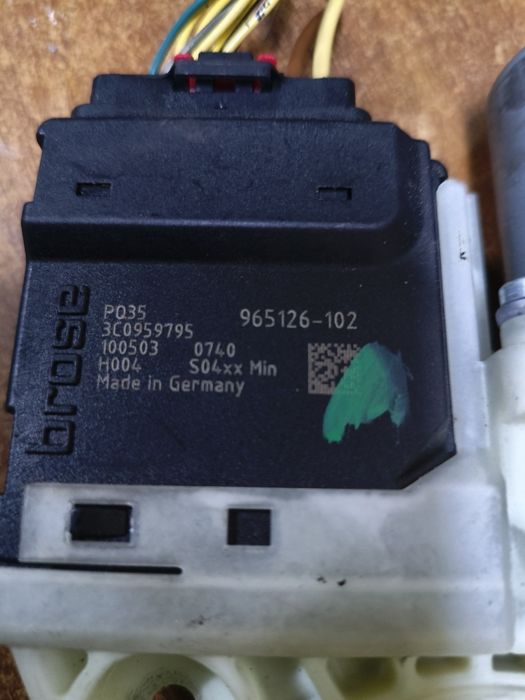 brose
PQ35
3C0959795
965126-102
100503 0740
H004 S04xx Min
Made in Germany